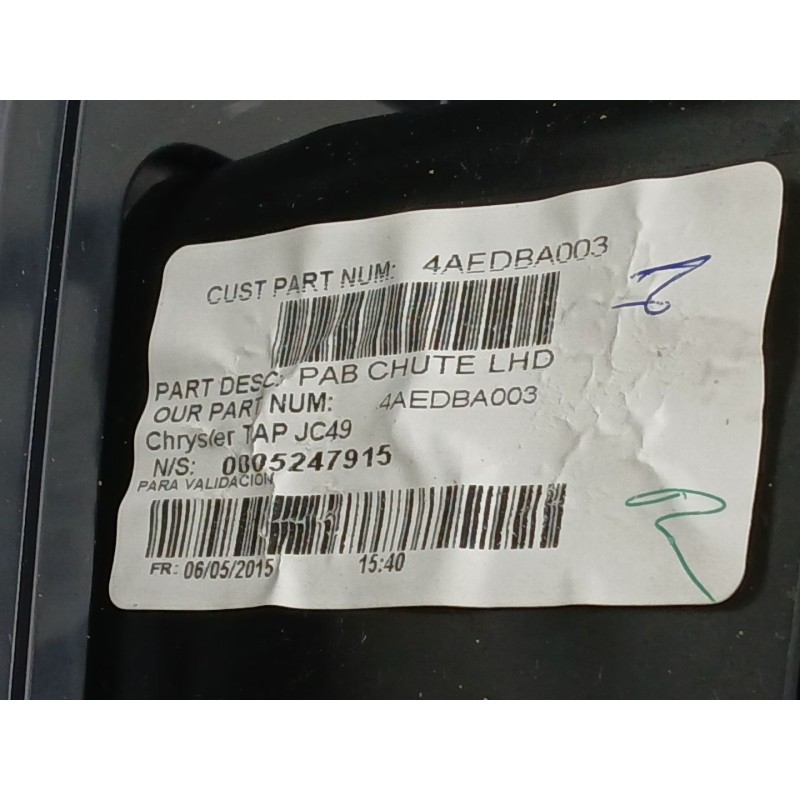 CUST PART NUM: 4AEDBA003
PART DESC: PAB CHUTE LHD
OUR PART NUM: 4AEDBA003
Chrysler TAP JC49
N/S: 0805247915
PARA VALIDACION
FR: 06/05/2015 15:40